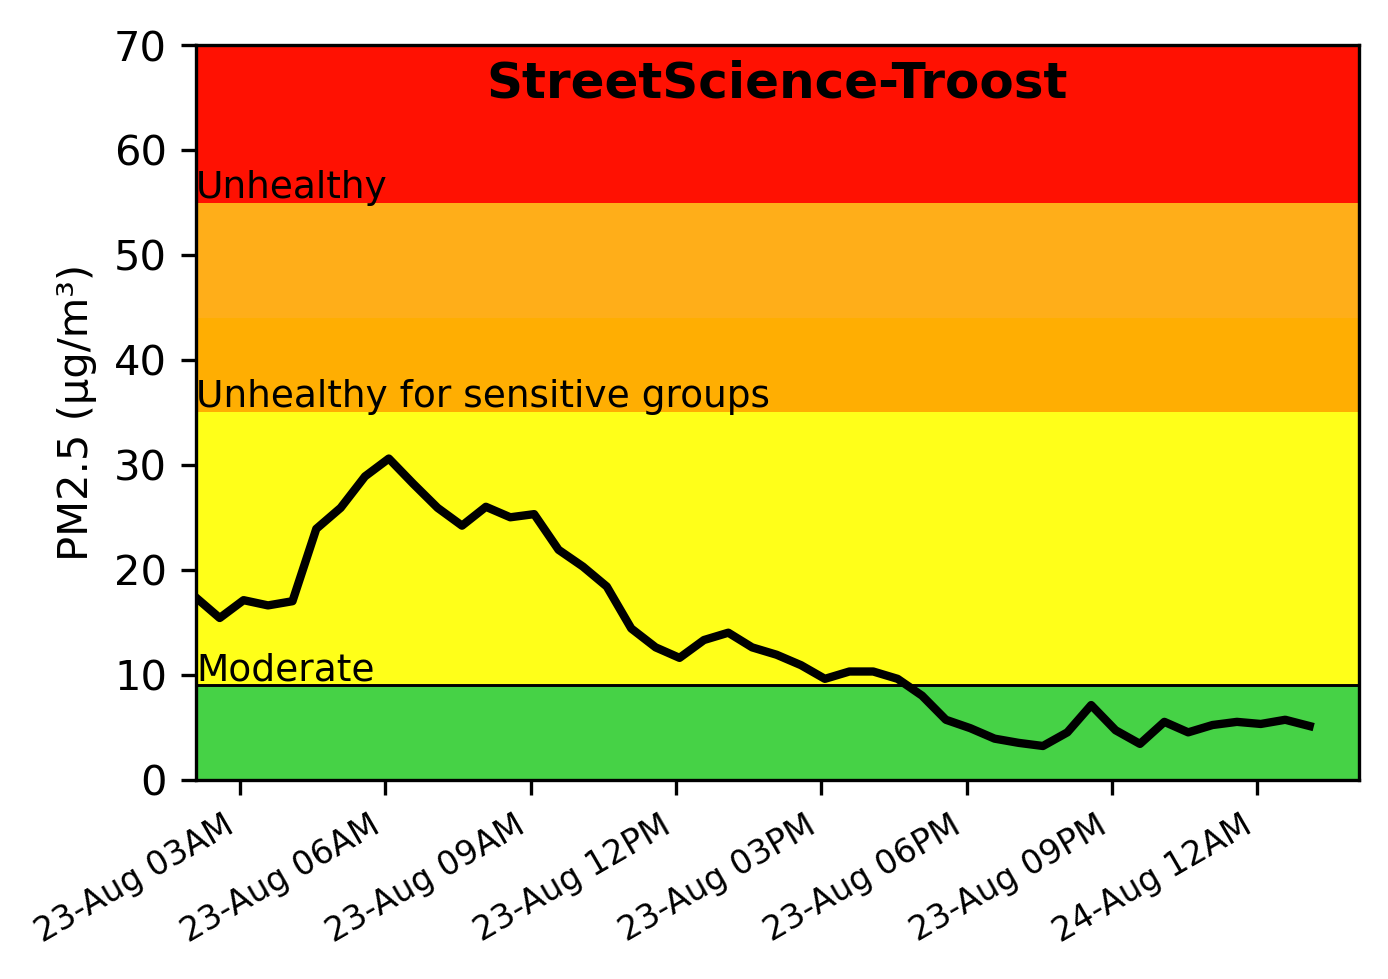 StreetScience-Troost
PM2.5 (µg/m³)
70
60
50
40
30
20
10
0
Unhealthy
Unhealthy for sensitive groups
Moderate
23-Aug 03AM
23-Aug 06AM
23-Aug 09AM
23-Aug 12PM
23-Aug 03PM
23-Aug 06PM
23-Aug 09PM
24-Aug 12AM